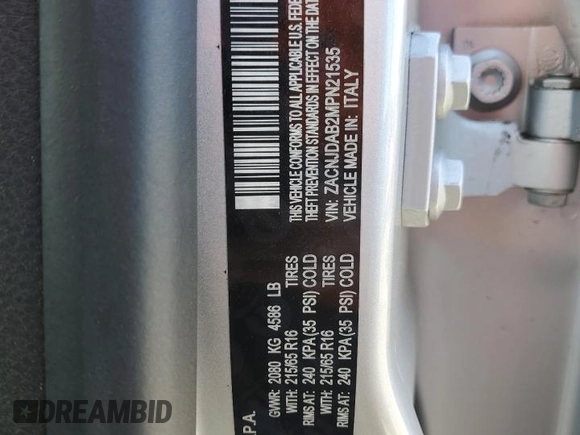 THIS VEHICLE CONFORMS TO ALL APPLICABLE U.S. FEDE
THEFT PREVENTION STANDARDS IN EFFECT ON THE
VIN: ZACNJDAB2MPN21535
VEHICLE MADE IN: ITALY
P.A.
GVWR: 2080 KG 4586 LB
WITH: 215/65 R16 TIRES
RIMS AT: 240 KPA (35 PSI) COLD
WITH: 215/65 R16 TIRES
RIMS AT: 240 KPA (35 PSI) COLD
DREAMBID